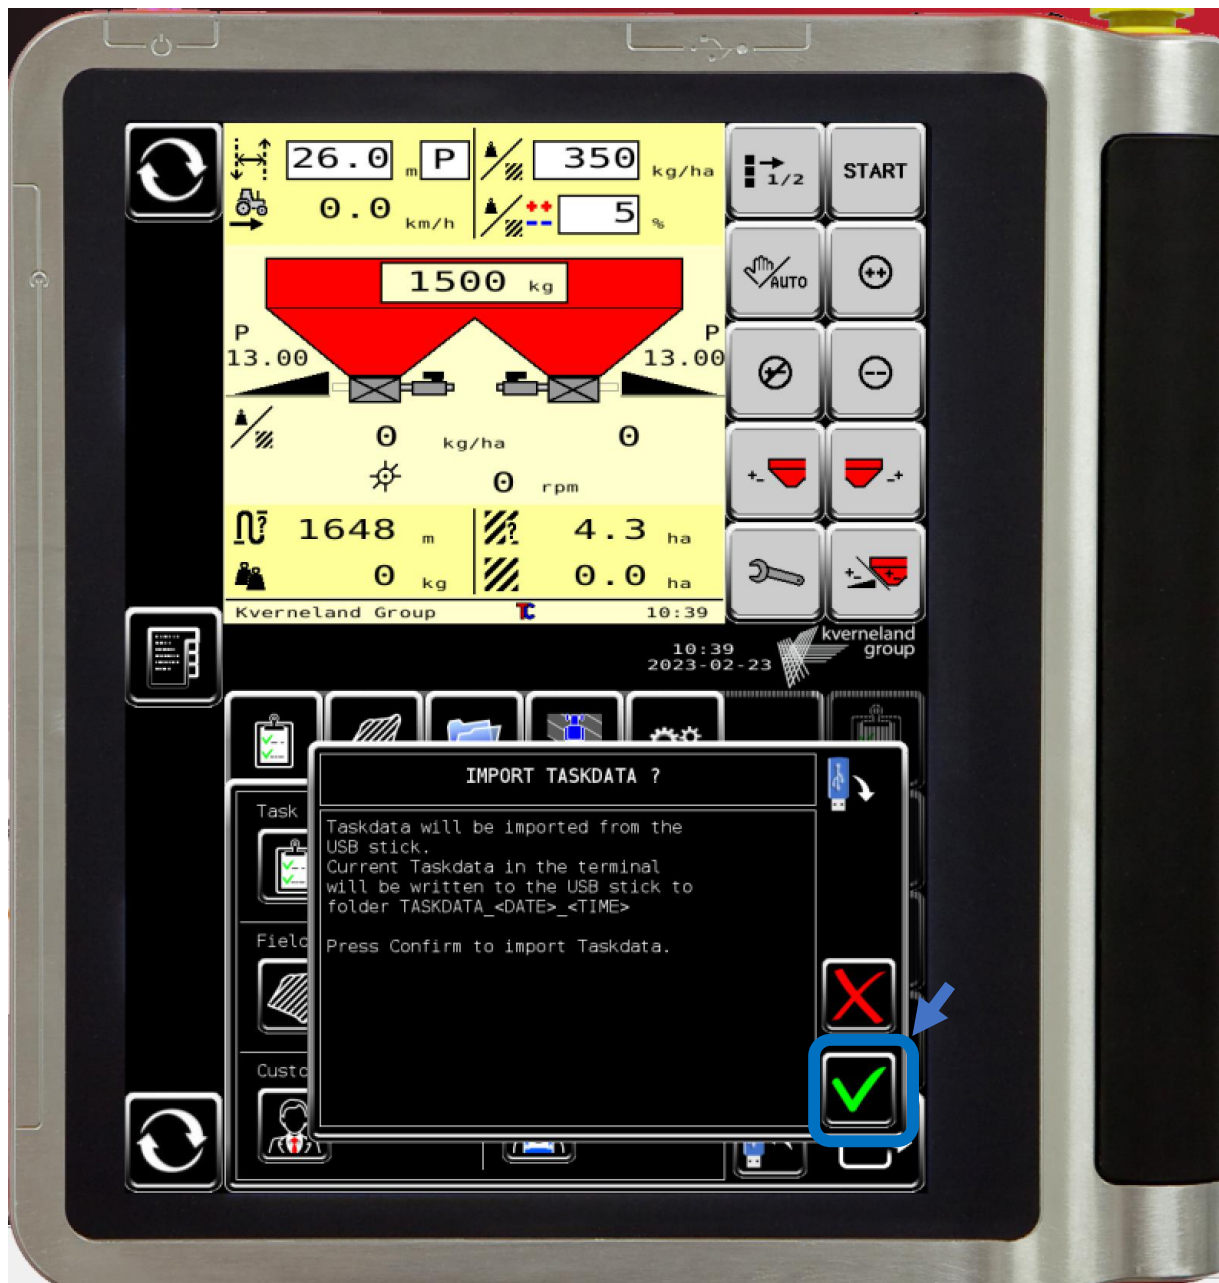 26.0 m P
350 kg/ha
1/2
START
0.0 km/h
++
--
5 %
1500 kg
AUTO
++
P
13.00
P
13.00
--
0 kg/ha 0
0 rpm
+-
-+
1648 m
? 4.3 ha
0 kg
0.0 ha
+-
+-
Kverneland Group TC 10:39
10:39
2023-02-23
kverneland
group
IMPORT TASKDATA ?
Task
Taskdata will be imported from the
USB stick.
Current Taskdata in the terminal
will be written to the USB stick to
folder TASKDATA_<DATE>_<TIME>
Press Confirm to import Taskdata.
Field
Custo